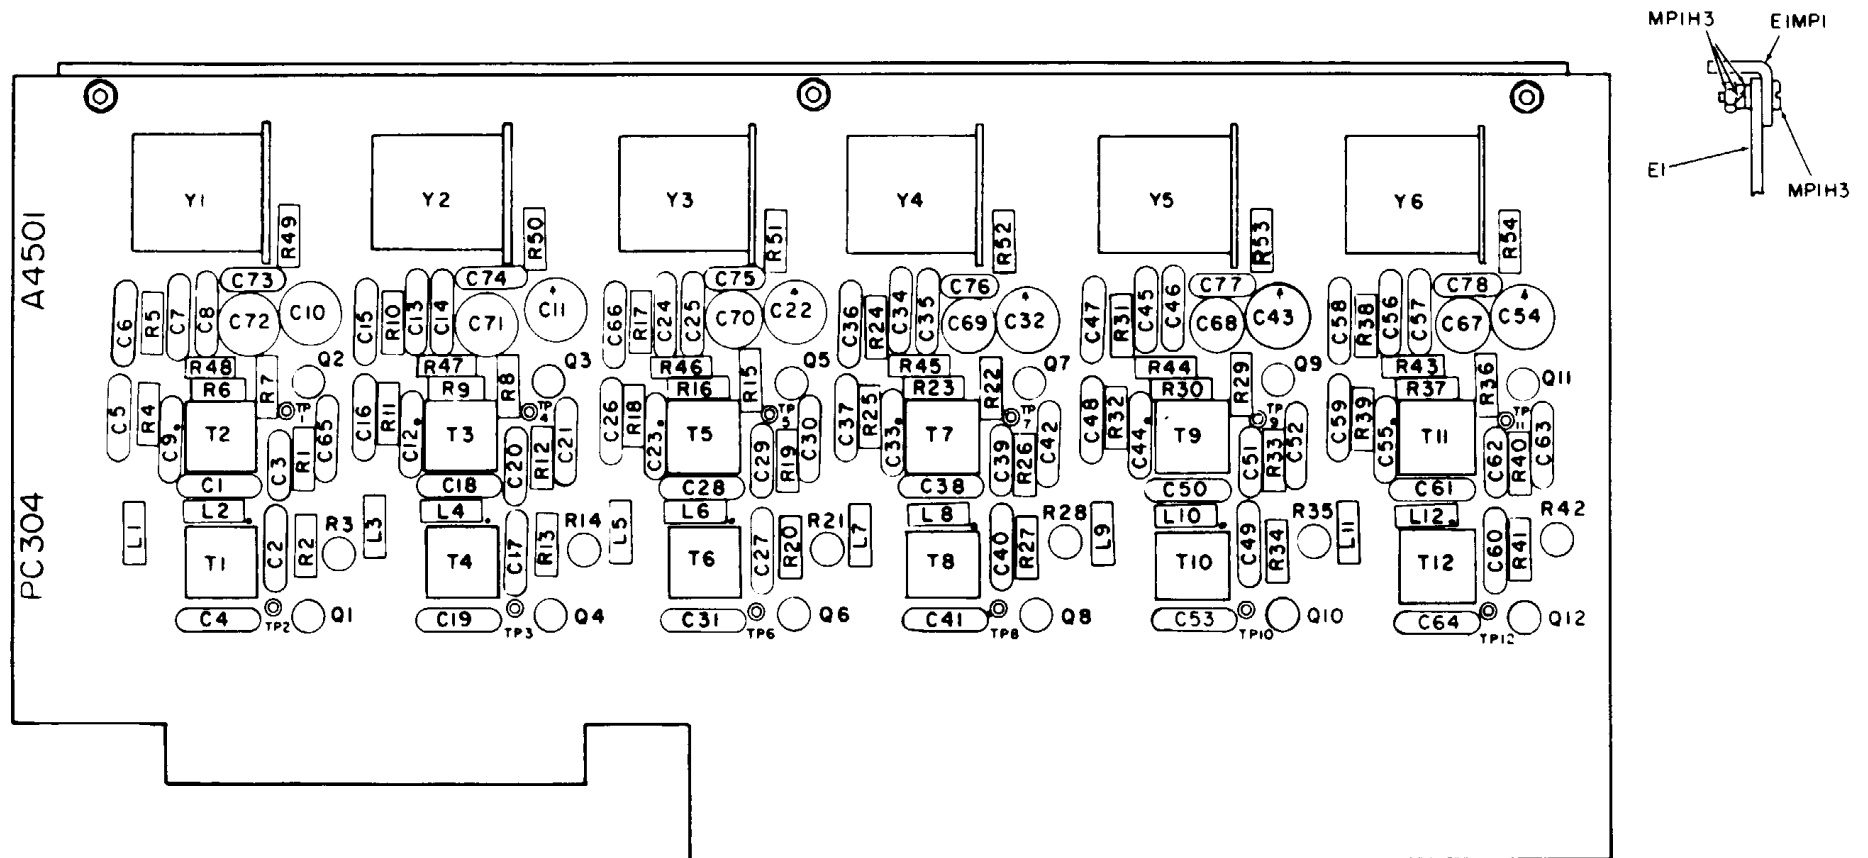 MP1H3 E1MP1
E1 MP1H3
A4501
PC304
Y1 Y2 Y3 Y4 Y5 Y6
R49 R50 R51 R52 R53 R54
C73 C74 C75 C76 C77 C78
C6 R5 C7 C8 C72 C10 C15 R10 C13 C14 C71 C11 C66 R17 C24 C25 C70 C22 C36 R24 C34 C35 C69 C32 C47 R31 C45 C46 C68 C43 C58 R38 C56 C57 C67 C54
R48 R7 Q2 R47 R8 Q3 R46 R15 Q5 R45 R22 Q7 R44 R29 Q9 R43 R36 Q11
R6 R9 R16 R23 R30 R37
C5 R4 C9 T2 TP1 C3 R1 C65 C16 R11 C12 T3 TP4 C20 R12 C21 C26 R18 C23 T5 TP5 C29 R19 C30 C37 R25 C33 T7 TP7 C39 R26 C42 C48 R32 C44 T9 TP9 C51 R33 C52 C59 R39 C55 T11 TP11 C62 R40 C63
C1 C18 C28 C38 C50 C61
L1 L2 R3 L3 L4 R14 L5 L6 R21 L7 L8 R28 L9 L10 R35 L11 L12 R42
T1 C2 R2 T4 C17 R13 T6 C27 R20 T8 C40 R27 T10 C49 R34 T12 C60 R41
C4 TP2 Q1 C19 TP3 Q4 C31 TP6 Q6 C41 TP8 Q8 C53 TP10 Q10 C64 TP12 Q12